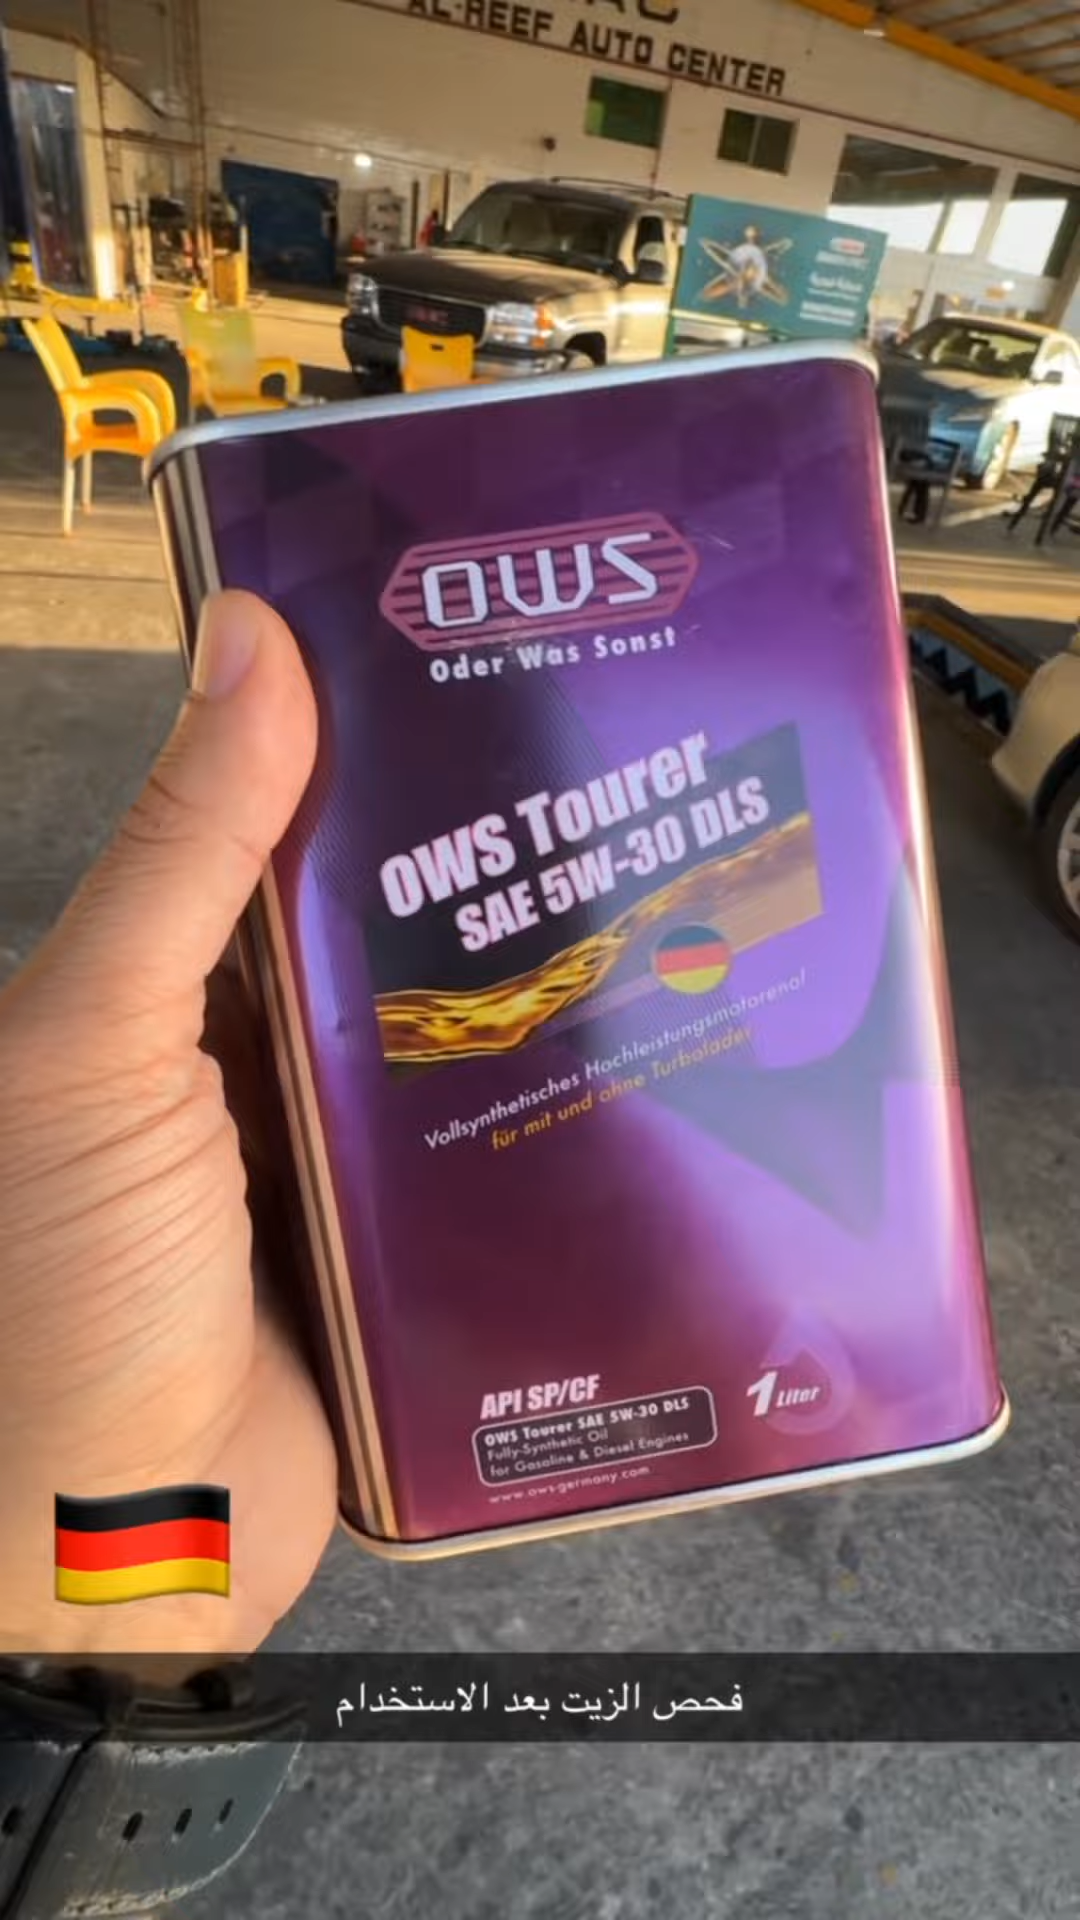 AL-REEF AUTO CENTER
OWS
Oder Was Sonst
OWS Tourer
SAE 5W-30 DLS
Vollsynthetisches Hochleistungsmotorenöl
für mit und ohne Turbolader
API SP/CF
1 Liter
OWS Tourer SAE 5W-30 DLS
Fully-Synthetic Oil
for Gasoline & Diesel Engines
www.ows-germany.com
فحص الزيت بعد الاستخدام